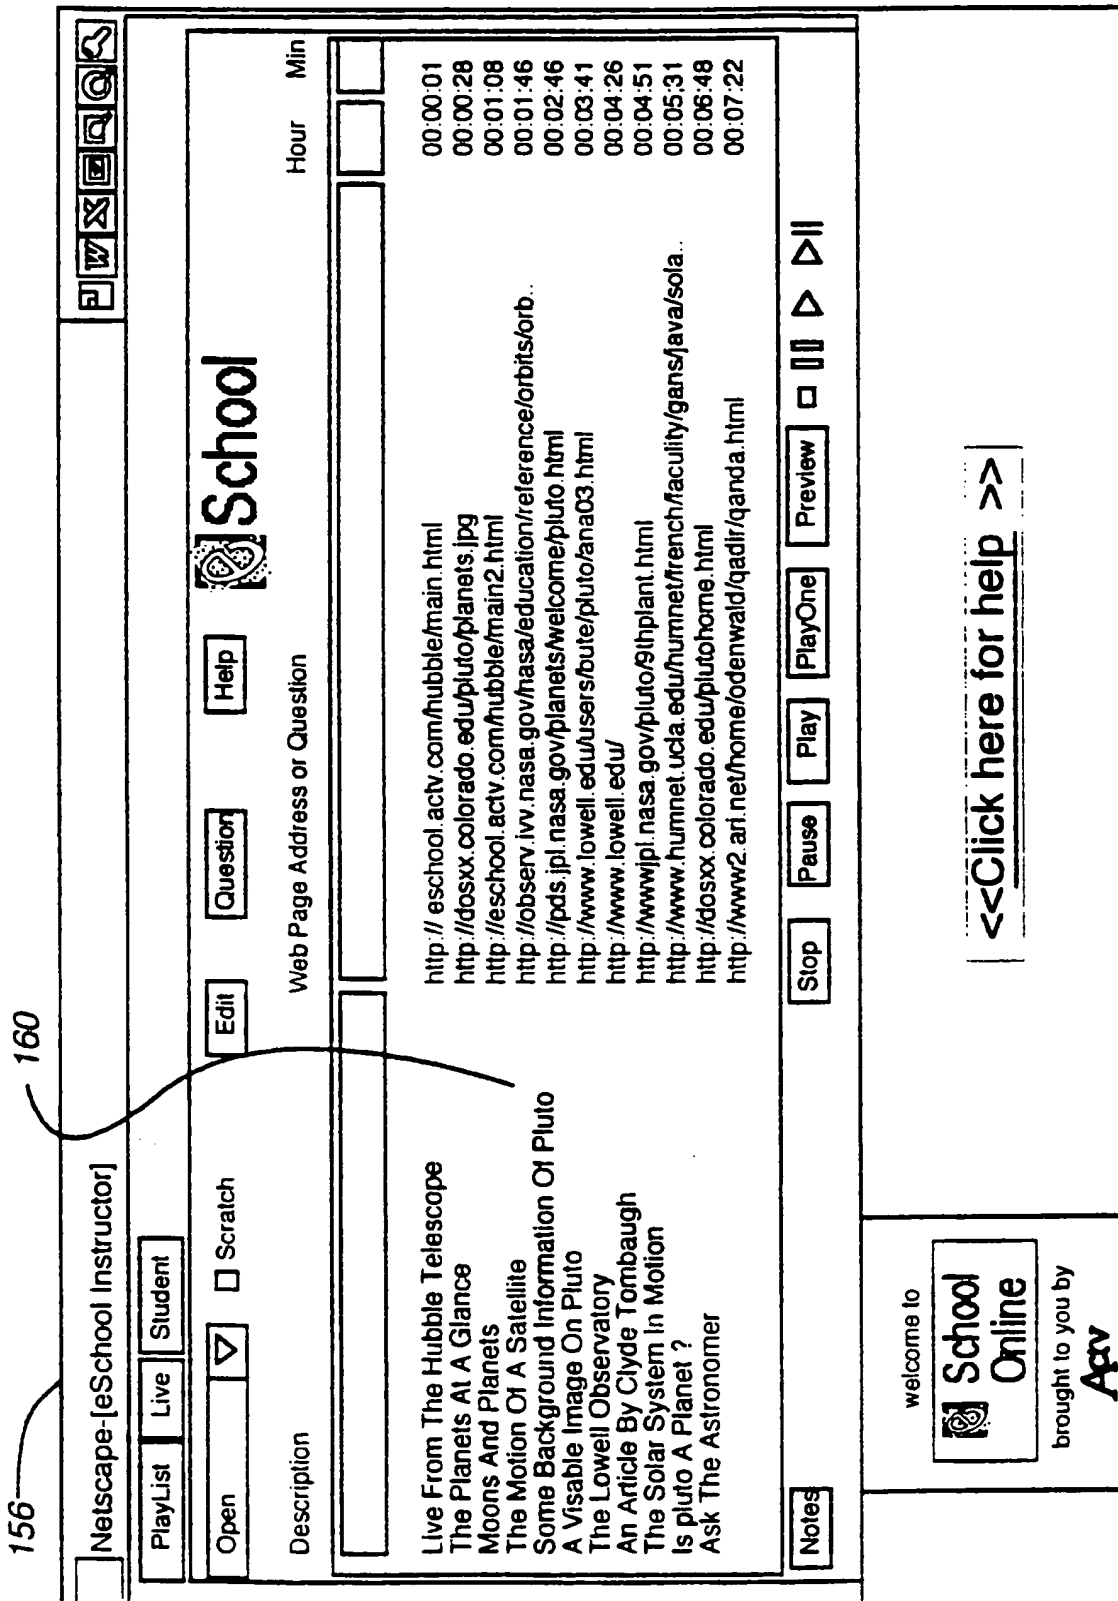 156
160
Netscape-[eSchool Instructor]
PlayList Live Student
Open Scratch Edit Question Help School
Description Web Page Address or Question Hour Min
Live From The Hubble Telescope http:// eschool.actv.com/hubble/main.html 00:00:01
The Planets At A Glance http://dosxx.colorado.edu/pluto/planets.jpg 00:00:28
Moons And Planets http://eschool.actv.com/hubble/main2.html 00:01:08
The Motion Of A Satellite http://observ.ivv.nasa.gov/nasa/education/reference/orbits/orb.. 00:01:46
Some Background Information Of Pluto http://pds.jpl.nasa.gov/planets/welcome/pluto.html 00:02:46
A Visable Image On Pluto http://www.lowell.edu/users/bute/pluto/ana03.html 00:03:41
The Lowell Observatory http://www.lowell.edu/ 00:04:26
An Article By Clyde Tombaugh http://wwwjpl.nasa.gov/pluto/9thplant.html 00:04:51
The Solar System In Motion http://www.humnet.ucla.edu/humnet/french/faculity/gans/java/sola.. 00:05:31
Is pluto A Planet ? http://dosxx.colorado.edu/plutohome.html 00:06:48
Ask The Astronomer http://www2.ari.net/home/odenwald/qadir/qanda.html 00:07:22
Notes Stop Pause Play PlayOne Preview
welcome to
School
Online
brought to you by
Actv
<<Click here for help >>